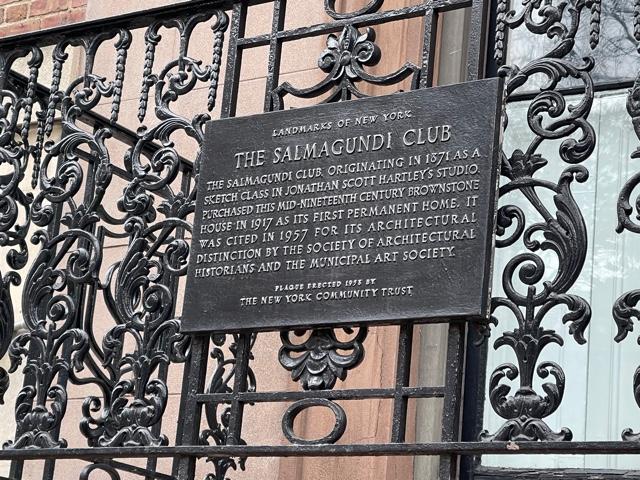 LANDMARKS OF NEW YORK
THE SALMAGUNDI CLUB
THE SALMAGUNDI CLUB, ORIGINATING IN 1871 AS A
SKETCH CLASS IN JONATHAN SCOTT HARTLEY'S STUDIO,
PURCHASED THIS MID-NINETEENTH CENTURY BROWNSTONE
HOUSE IN 1917 AS ITS FIRST PERMANENT HOME. IT
WAS CITED IN 1957 FOR ITS ARCHITECTURAL
DISTINCTION BY THE SOCIETY OF ARCHITECTURAL
HISTORIANS AND THE MUNICIPAL ART SOCIETY.
PLAQUE ERECTED 1958 BY
THE NEW YORK COMMUNITY TRUST